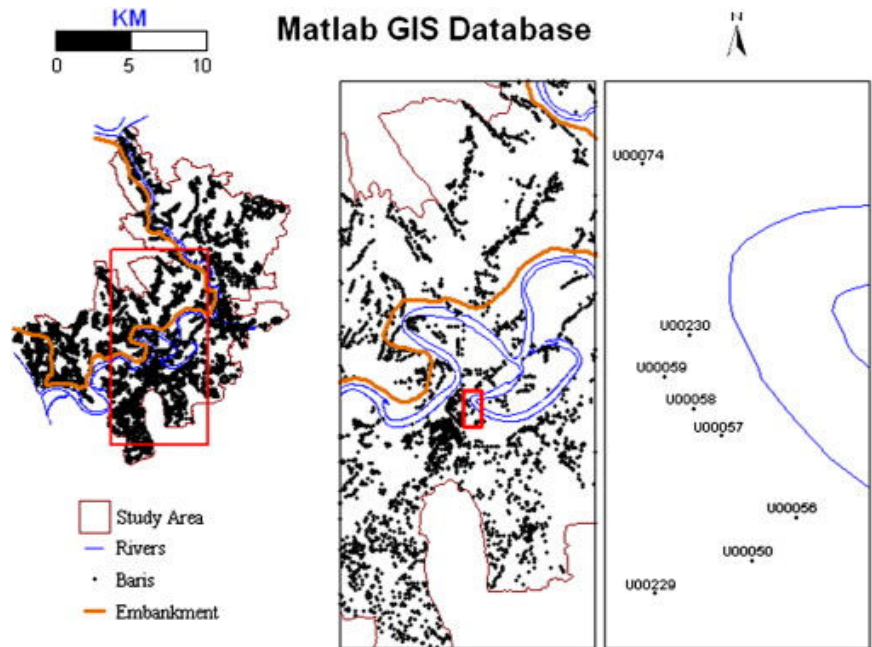 KM
0 5 10
Matlab GIS Database
N
Study Area
Rivers
Baris
Embankment
U00074
U00230
U00059
U00058
U00057
U00056
U00050
U00229